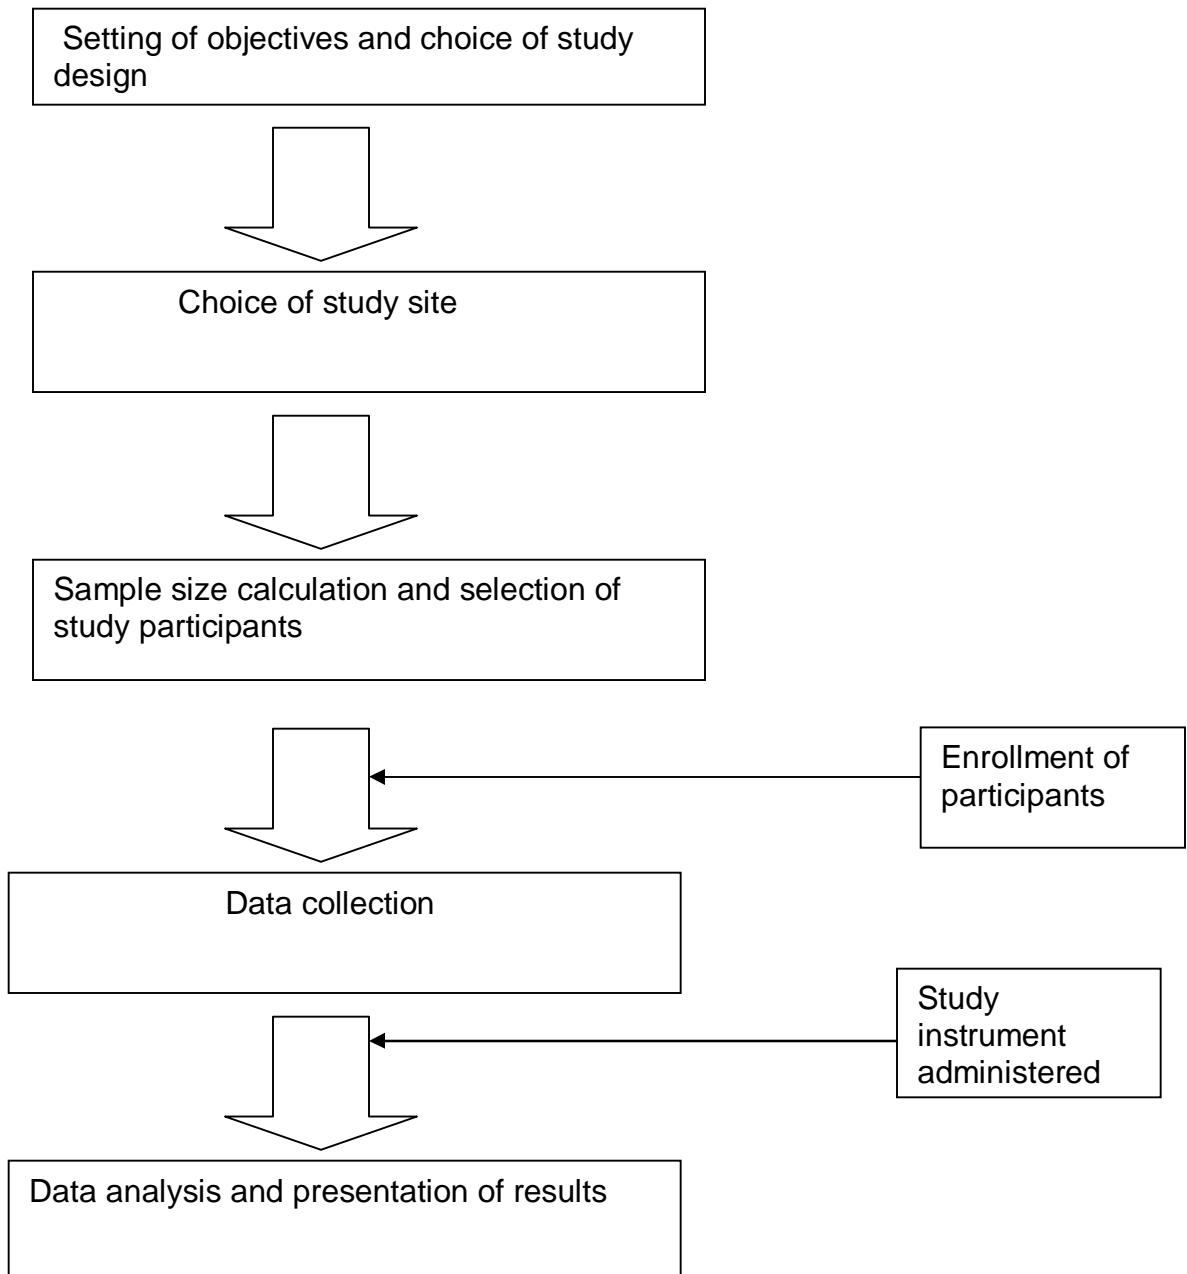 Setting of objectives and choice of study
design
Choice of study site
Sample size calculation and selection of
study participants
Enrollment of
participants
Data collection
Study
instrument
administered
Data analysis and presentation of results